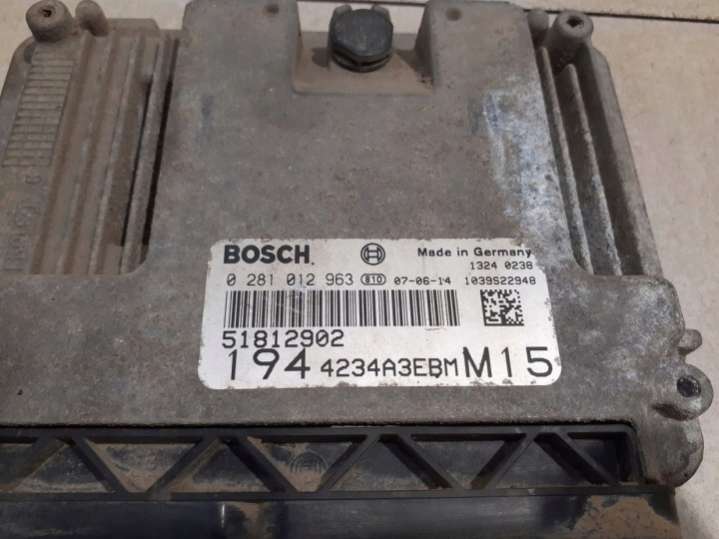 BOSCH Made in Germany
1324 0238
0 281 012 963 810 07-06-14 1039S22948
51812902
194 4234A3EBM M15